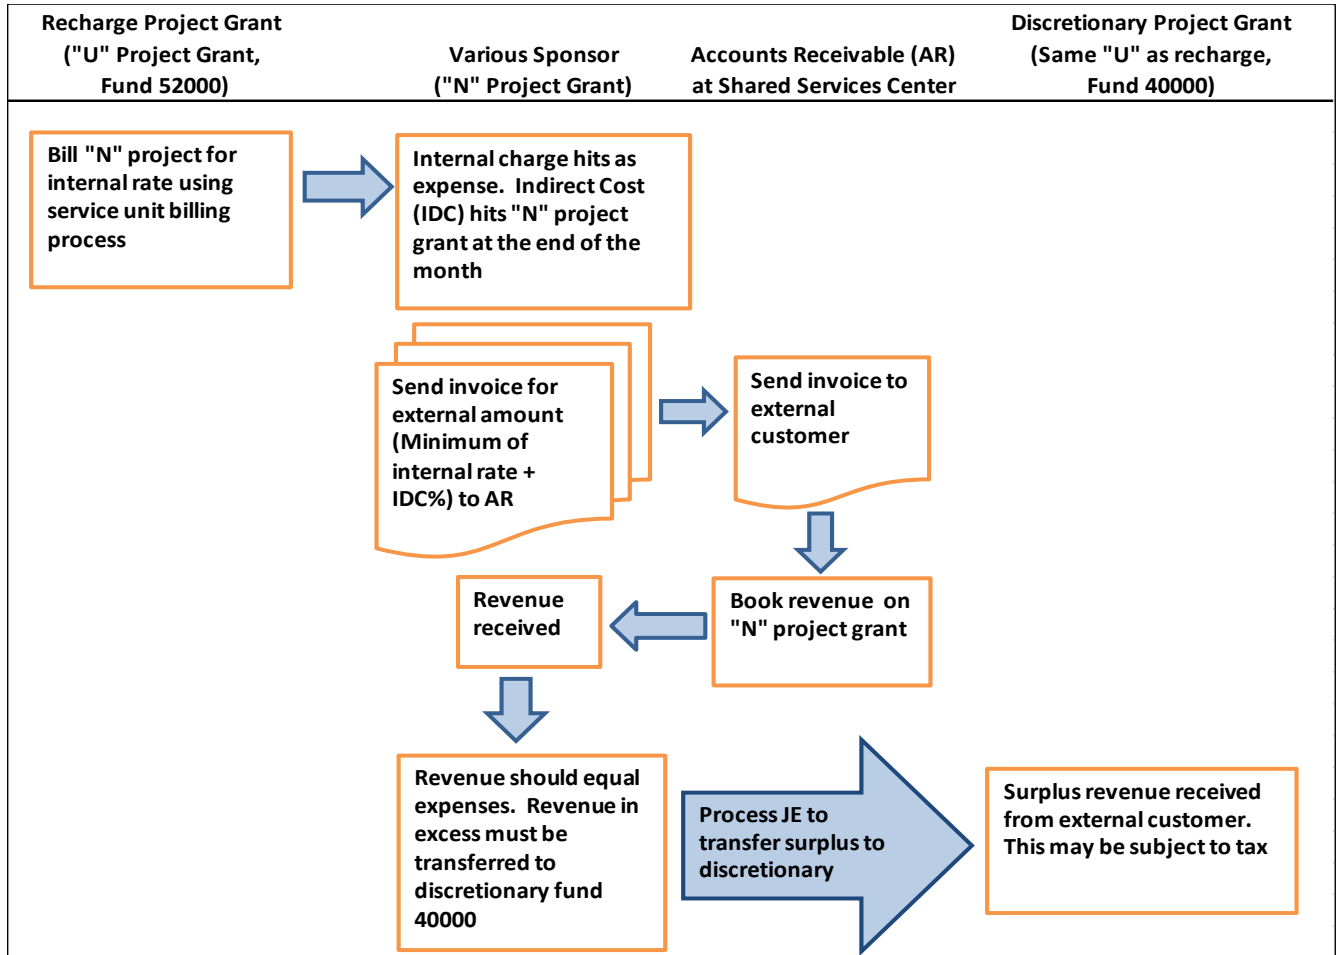 Recharge Project Grant
("U" Project Grant,
Fund 52000)
Various Sponsor
("N" Project Grant)
Accounts Receivable (AR)
at Shared Services Center
Discretionary Project Grant
(Same "U" as recharge,
Fund 40000)
Bill "N" project for
internal rate using
service unit billing
process
Internal charge hits as
expense. Indirect Cost
(IDC) hits "N" project
grant at the end of the
month
Send invoice for
external amount
(Minimum of
internal rate +
IDC%) to AR
Send invoice to
external
customer
Revenue
received
Book revenue on
"N" project grant
Revenue should equal
expenses. Revenue in
excess must be
transferred to
discretionary fund
40000
Process JE to
transfer surplus to
discretionary
Surplus revenue received
from external customer.
This may be subject to tax